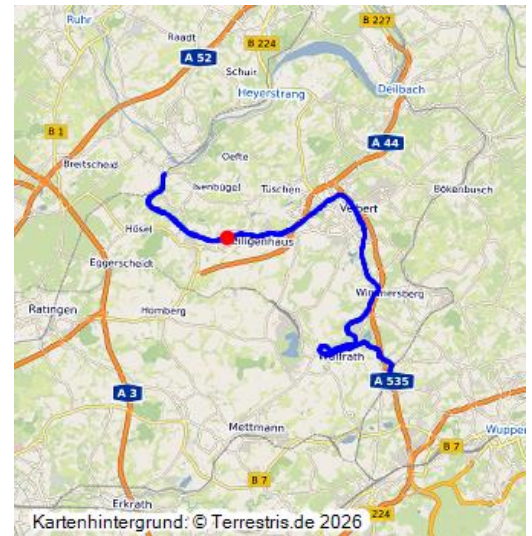 Ruhr
Raadt
B 227
B 224
A 52
Schuir
Heyerstrang
Deilbach
B 1
A 44
Breitscheid
Oefte
Isenbügel
Tüschen
Bökenbusch
Velbert
Hösel
Heiligenhaus
Eggerscheidt
Wimmersberg
Ratingen
Homberg
Wülfrath
A 3
A 535
Mettmann
Wupper
B 7
B 7
Erkrath
224
Kartenhintergrund: © Terrestris.de 2026